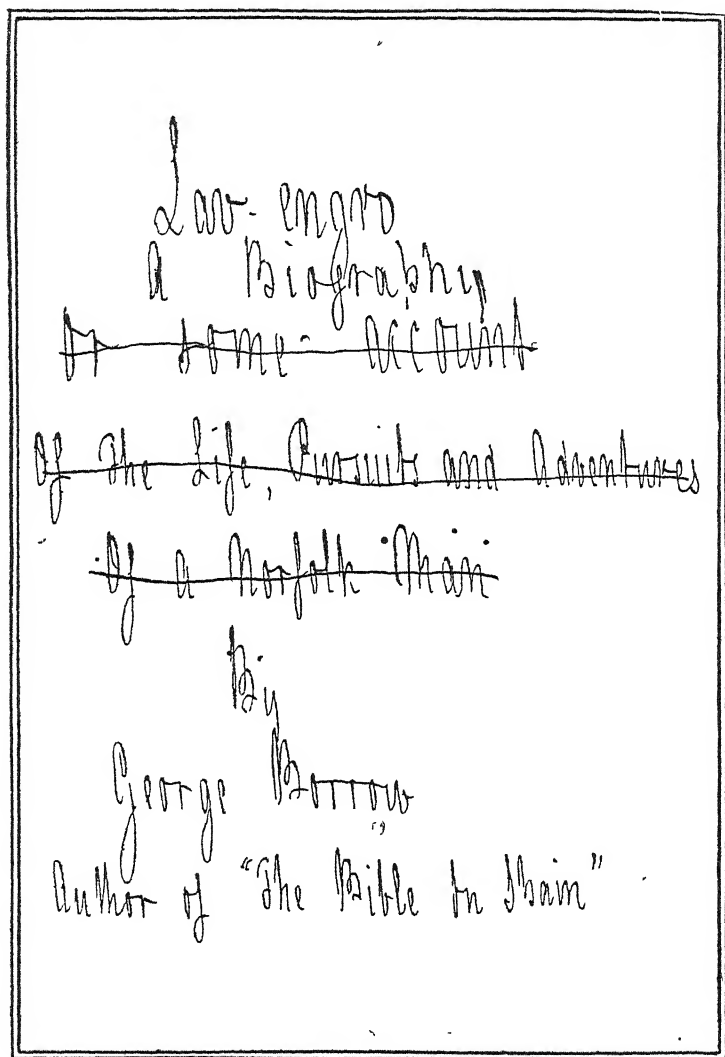 Lav-engro
A Biography
Or some account
Of the Life, Pursuits and Adventures
Of a Norfolk Man
By
George Borrow
Author of "The Bible In Spain"